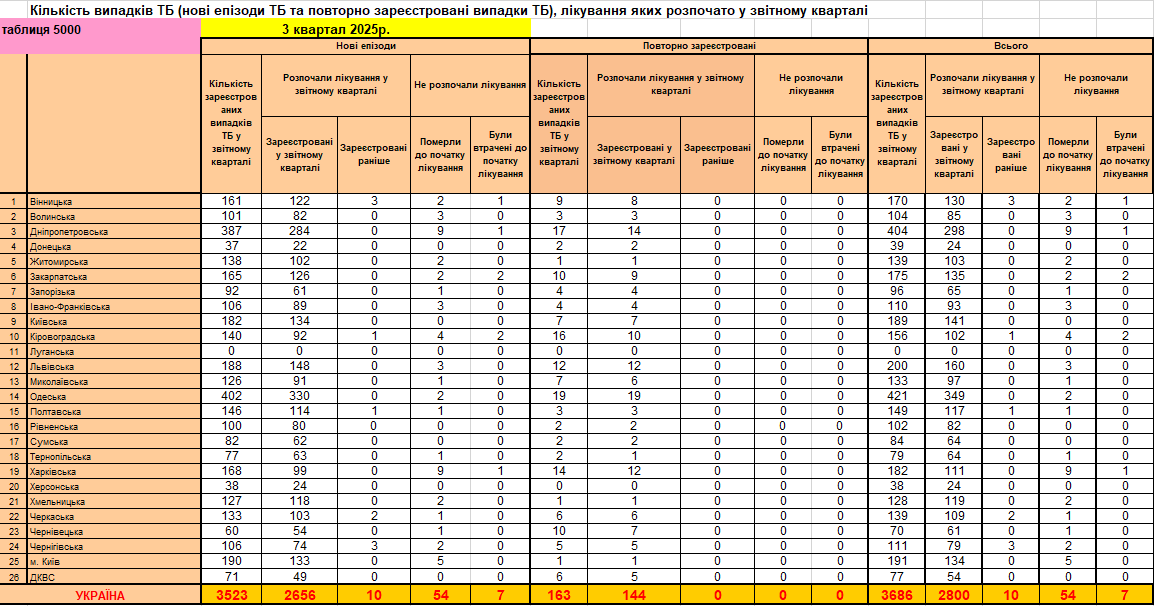 Кількість випадків ТБ (нові епізоди ТБ та повторно зареєстровані випадки ТБ), лікування яких розпочато у звітному кварталі
таблиця 5000 3 квартал 2025р.
Нові епізоди Повторно зареєстровані Всього
Кількість зареєстрованих випадків ТБ у звітному кварталі Розпочали лікування у звітному кварталі Не розпочали лікування Кількість зареєстрованих випадків ТБ у звітному кварталі Розпочали лікування у звітному кварталі Не розпочали лікування Кількість зареєстрованих випадків ТБ у звітному кварталі Розпочали лікування у звітному кварталі Не розпочали лікування
Зареєстровані у звітному кварталі Зареєстровані раніше Померли до початку лікування Були втрачені до початку лікування Зареєстровані у звітному кварталі Зареєстровані раніше Померли до початку лікування Були втрачені до початку лікування Зареєстровані у звітному кварталі Зареєстровані раніше Померли до початку лікування Були втрачені до початку лікування
1 Вінницька 161 122 3 2 1 9 8 0 0 0 170 130 3 2 1
2 Волинська 101 82 0 3 0 3 3 0 0 0 104 85 0 3 0
3 Дніпропетровська 387 284 0 9 1 17 14 0 0 0 404 298 0 9 1
4 Донецька 37 22 0 0 0 2 2 0 0 0 39 24 0 0 0
5 Житомирська 138 102 0 2 0 1 1 0 0 0 139 103 0 2 0
6 Закарпатська 165 126 0 2 2 10 9 0 0 0 175 135 0 2 2
7 Запорізька 92 61 0 1 0 4 4 0 0 0 96 65 0 1 0
8 Івано-Франківська 106 89 0 3 0 4 4 0 0 0 110 93 0 3 0
9 Київська 182 134 0 0 0 7 7 0 0 0 189 141 0 0 0
10 Кіровоградська 140 92 1 4 2 16 10 0 0 0 156 102 1 4 2
11 Луганська 0 0 0 0 0 0 0 0 0 0 0 0 0 0 0
12 Львівська 188 148 0 3 0 12 12 0 0 0 200 160 0 3 0
13 Миколаївська 126 91 0 1 0 7 6 0 0 0 133 97 0 1 0
14 Одеська 402 330 0 2 0 19 19 0 0 0 421 349 0 2 0
15 Полтавська 146 114 1 1 0 3 3 0 0 0 149 117 1 1 0
16 Рівненська 100 80 0 0 0 2 2 0 0 0 102 82 0 0 0
17 Сумська 82 62 0 0 0 2 2 0 0 0 84 64 0 0 0
18 Тернопільська 77 63 0 1 0 2 1 0 0 0 79 64 0 1 0
19 Харківська 168 99 0 9 1 14 12 0 0 0 182 111 0 9 1
20 Херсонська 38 24 0 0 0 0 0 0 0 0 38 24 0 0 0
21 Хмельницька 127 118 0 2 0 1 1 0 0 0 128 119 0 2 0
22 Черкаська 133 103 2 1 0 6 6 0 0 0 139 109 2 1 0
23 Чернівецька 60 54 0 1 0 10 7 0 0 0 70 61 0 1 0
24 Чернігівська 106 74 3 2 0 5 5 0 0 0 111 79 3 2 0
25 м. Київ 190 133 0 5 0 1 1 0 0 0 191 134 0 5 0
26 ДКВС 71 49 0 0 0 6 5 0 0 0 77 54 0 0 0
УКРАЇНА 3523 2656 10 54 7 163 144 0 0 0 3686 2800 10 54 7